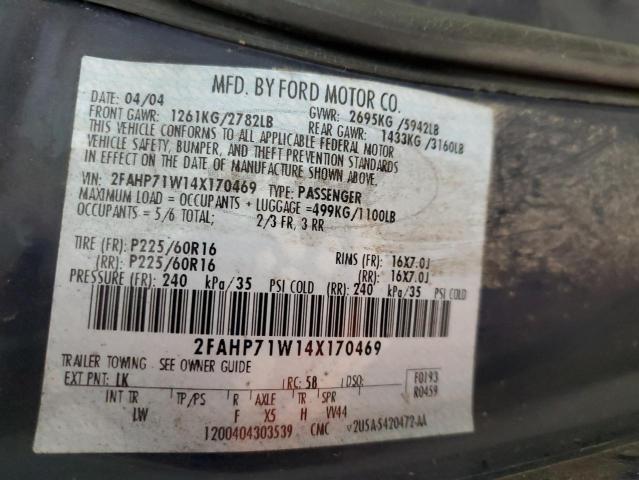 MFD. BY FORD MOTOR CO.
DATE: 04/04 GVWR: 2695KG/5942LB
FRONT GAWR: 1261KG/2782LB REAR GAWR: 1433KG/3160LB
THIS VEHICLE CONFORMS TO ALL APPLICABLE FEDERAL MOTOR
VEHICLE SAFETY, BUMPER, AND THEFT PREVENTION STANDARDS
IN EFFECT ON THE DATE OF MANUFACTURE SHOWN ABOVE.
VIN: 2FAHP71W14X170469 TYPE: PASSENGER
MAXIMUM LOAD = OCCUPANTS + LUGGAGE =499KG/1100LB
OCCUPANTS = 5/6 TOTAL; 2/3 FR, 3 RR
TIRE (FR): P225/60R16 RIMS (FR): 16X7.0J
(RR): P225/60R16 (RR): 16X7.0J
PRESSURE (FR): 240 kPa/35 PSI COLD (RR): 240 kPa/35 PSI COLD
2FAHP71W14X170469
TRAILER TOWING - SEE OWNER GUIDE
EXT PNT: LK RC: 58 DSO: F0193
R0459
INT TR TP/PS R AXLE TR SPR
LW F X5 H VV44
1200404303539 CMC V2U5A-5420472-AA